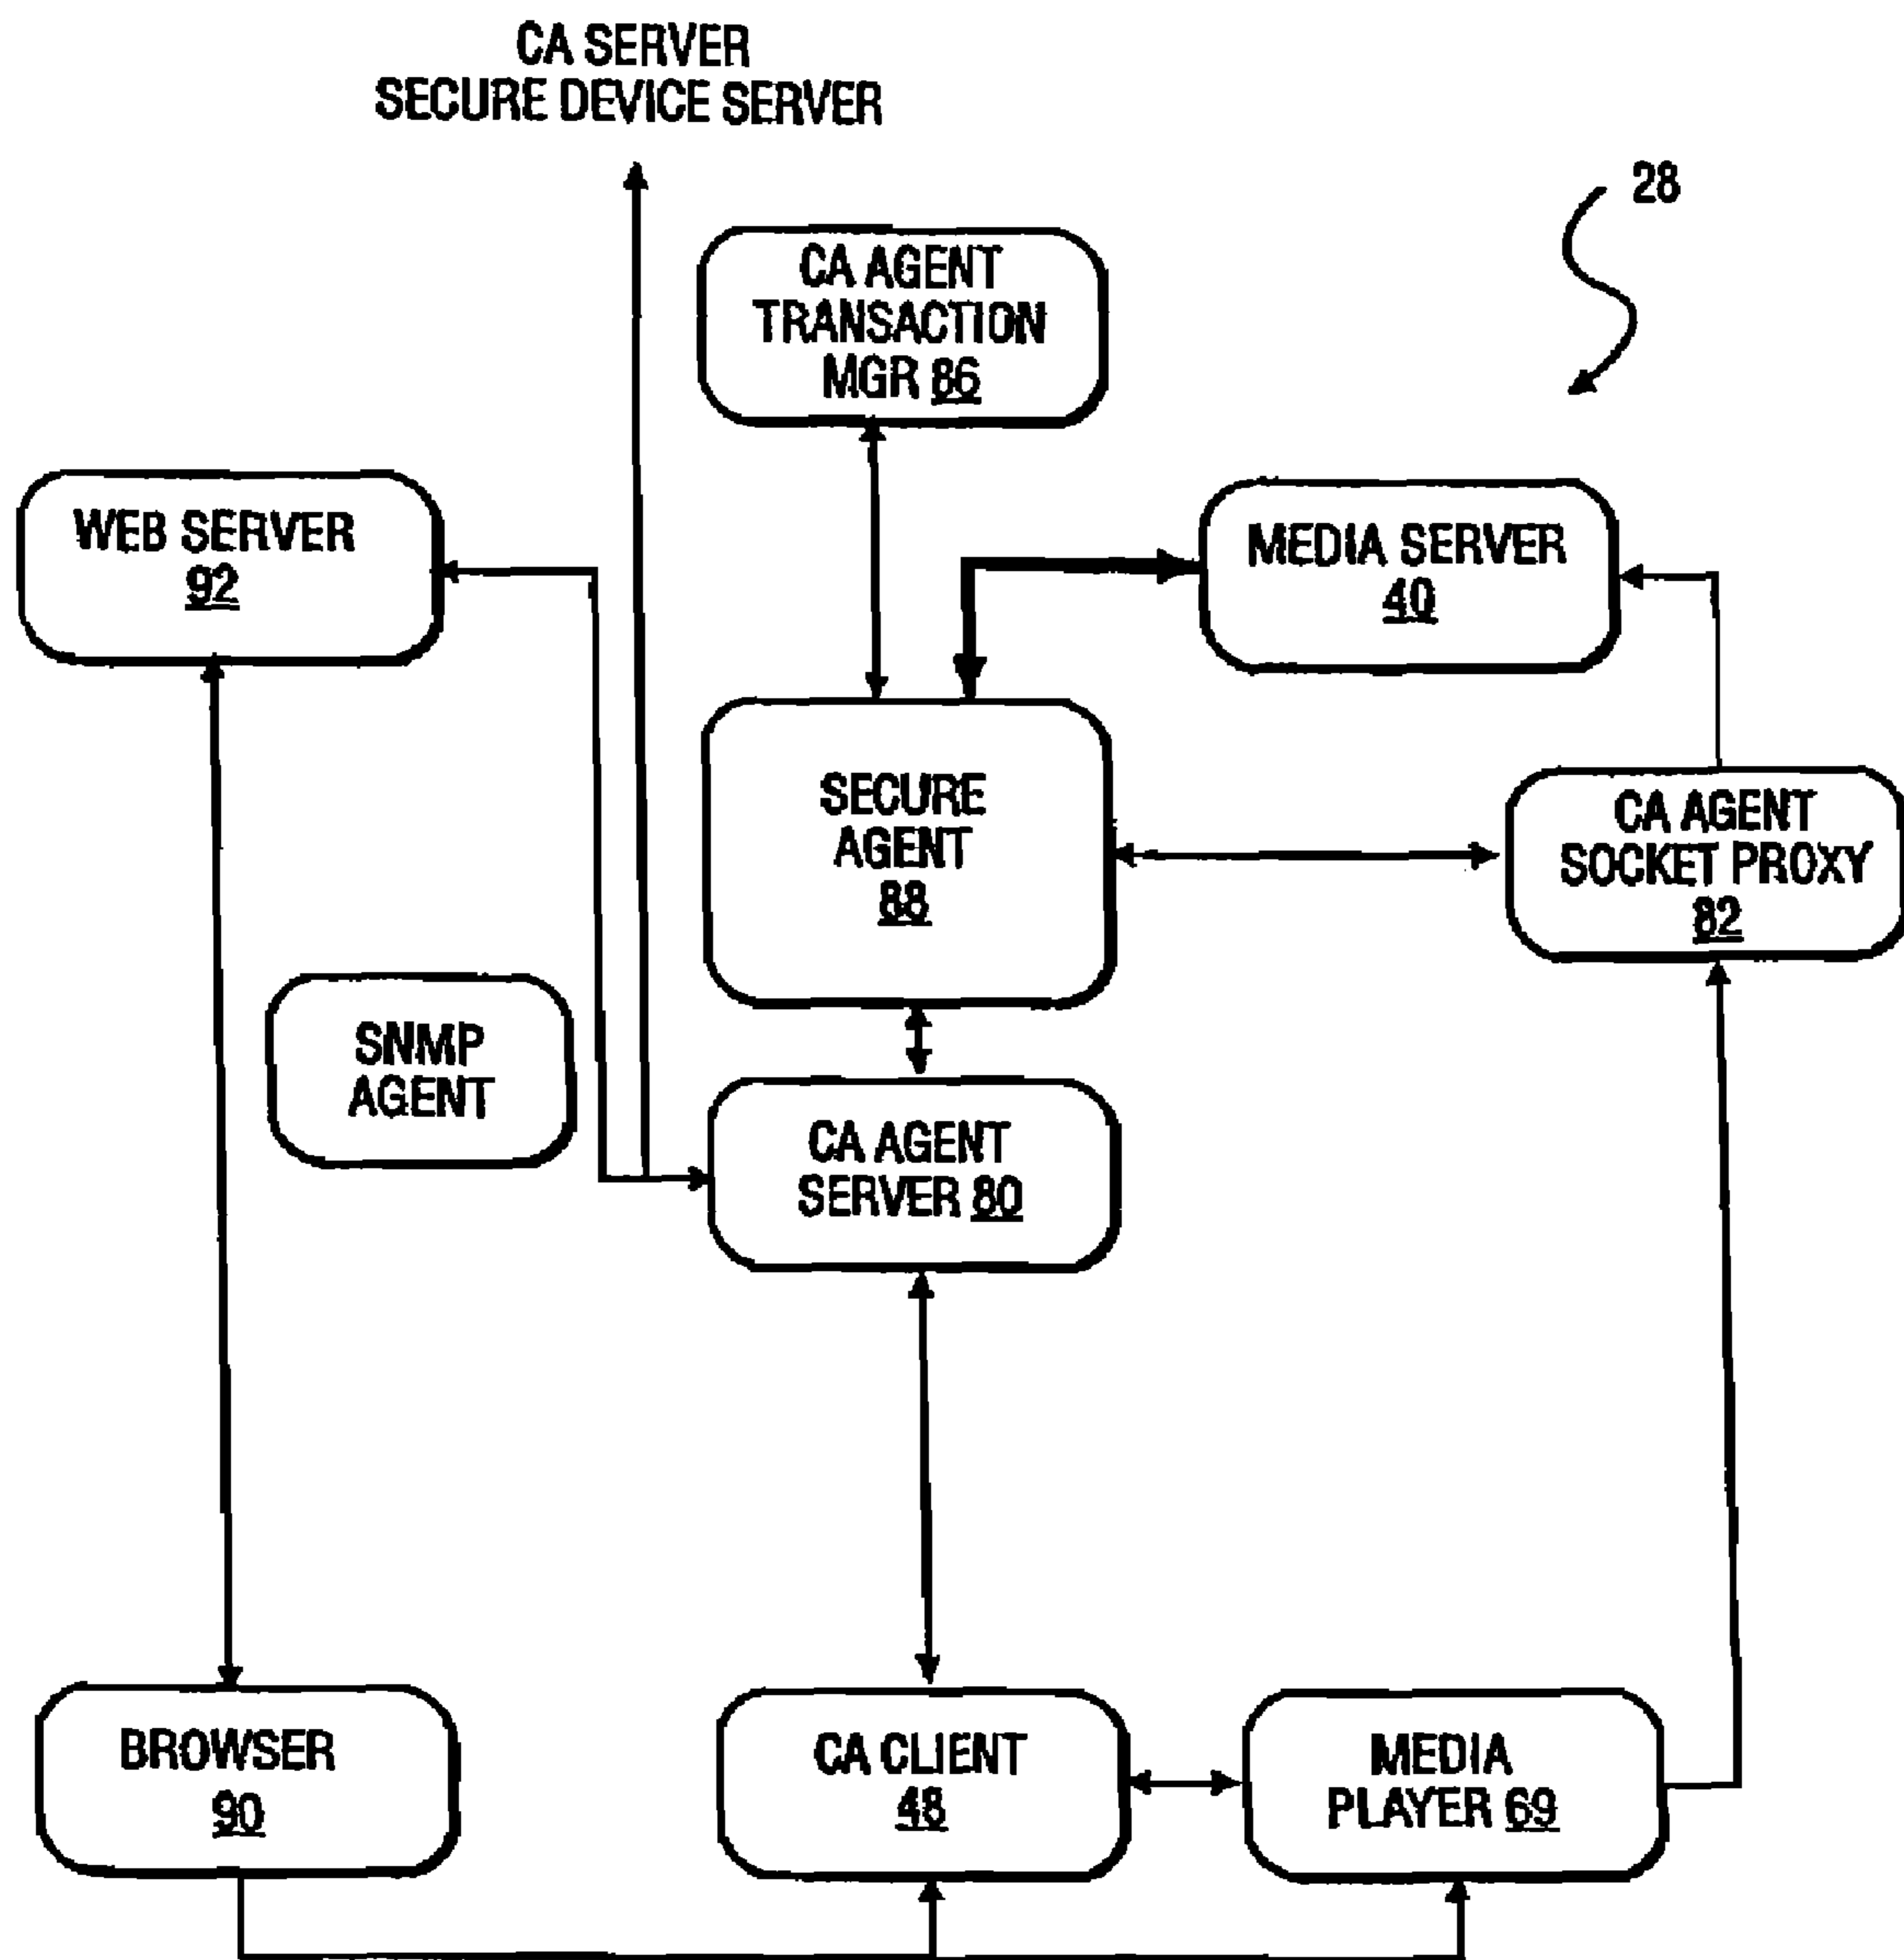 CA SERVER
SECURE DEVICE SERVER
28
CA AGENT
TRANSACTION
MGR 86
WEB SERVER
92
MEDIA SERVER
40
SECURE
AGENT
88
CA AGENT
SOCKET PROXY
82
SNMP
AGENT
CA AGENT
SERVER 80
BROWSER
90
CA CLIENT
48
MEDIA
PLAYER 69